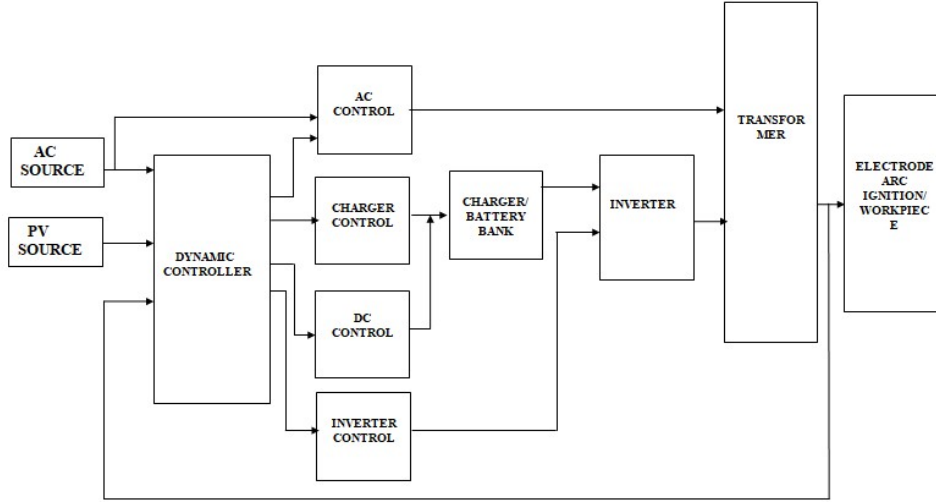 AC
SOURCE
PV
SOURCE
DYNAMIC
CONTROLLER
AC
CONTROL
CHARGER
CONTROL
DC
CONTROL
INVERTER
CONTROL
CHARGER/
BATTERY
BANK
INVERTER
TRANSFOR
MER
ELECTRODE
ARC
IGNITION/
WORKPIEC
E